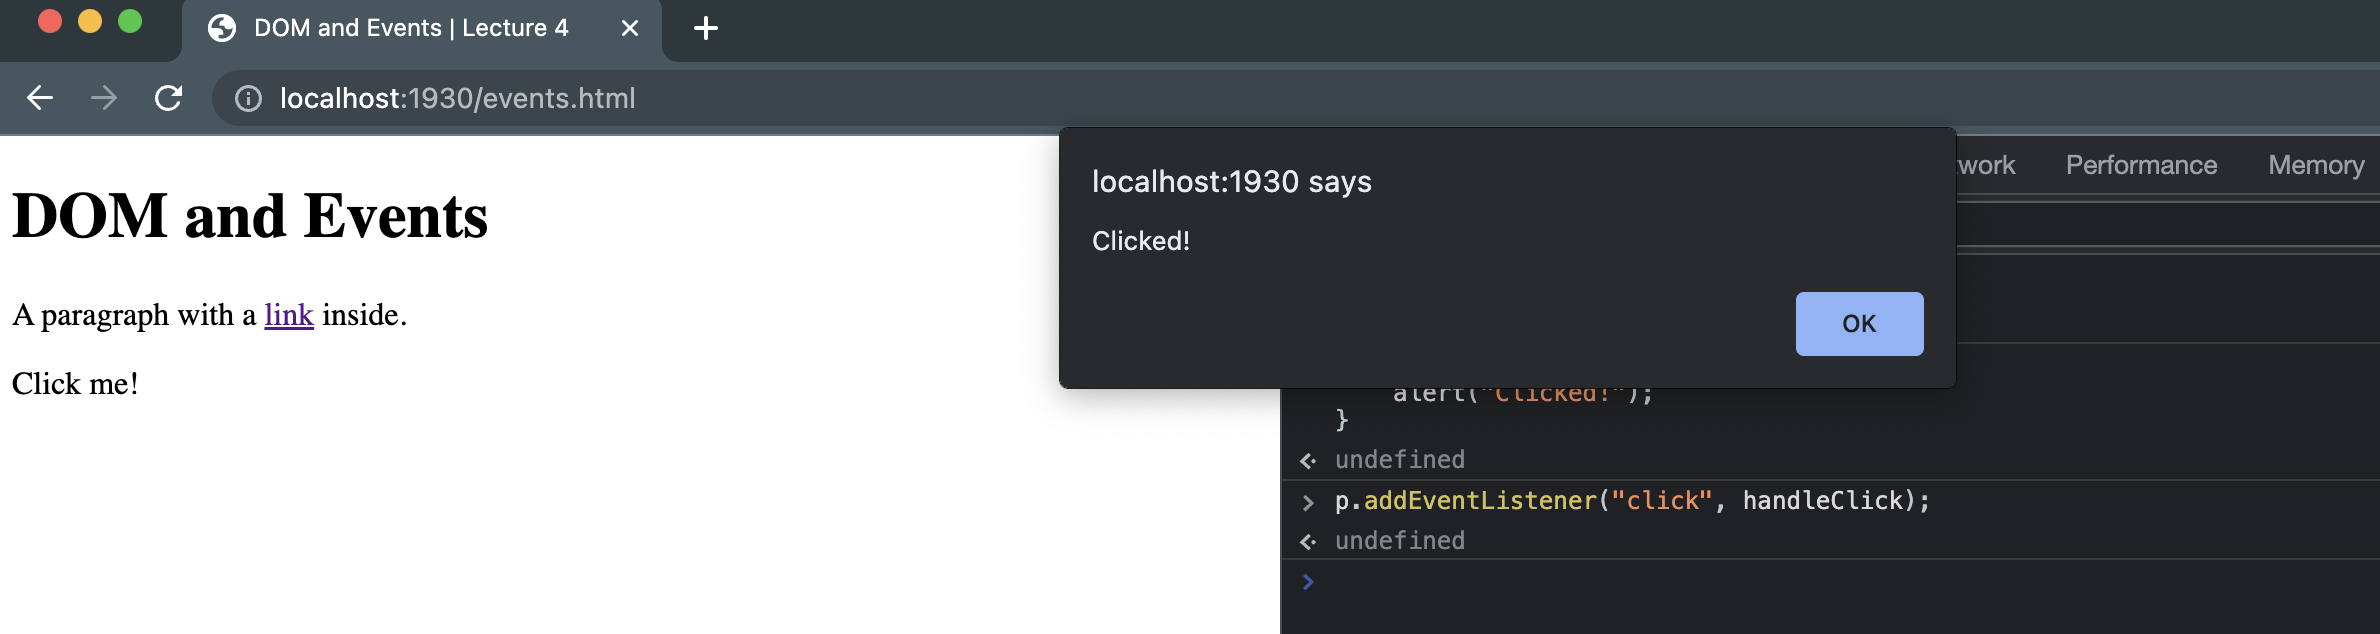 DOM and Events | Lecture 4
localhost:1930/events.html
DOM and Events
A paragraph with a link inside.
Click me!
localhost:1930 says
Clicked!
OK
Performance
Memory
alert("Clicked!");
}
undefined
p.addEventListener("click", handleClick);
undefined